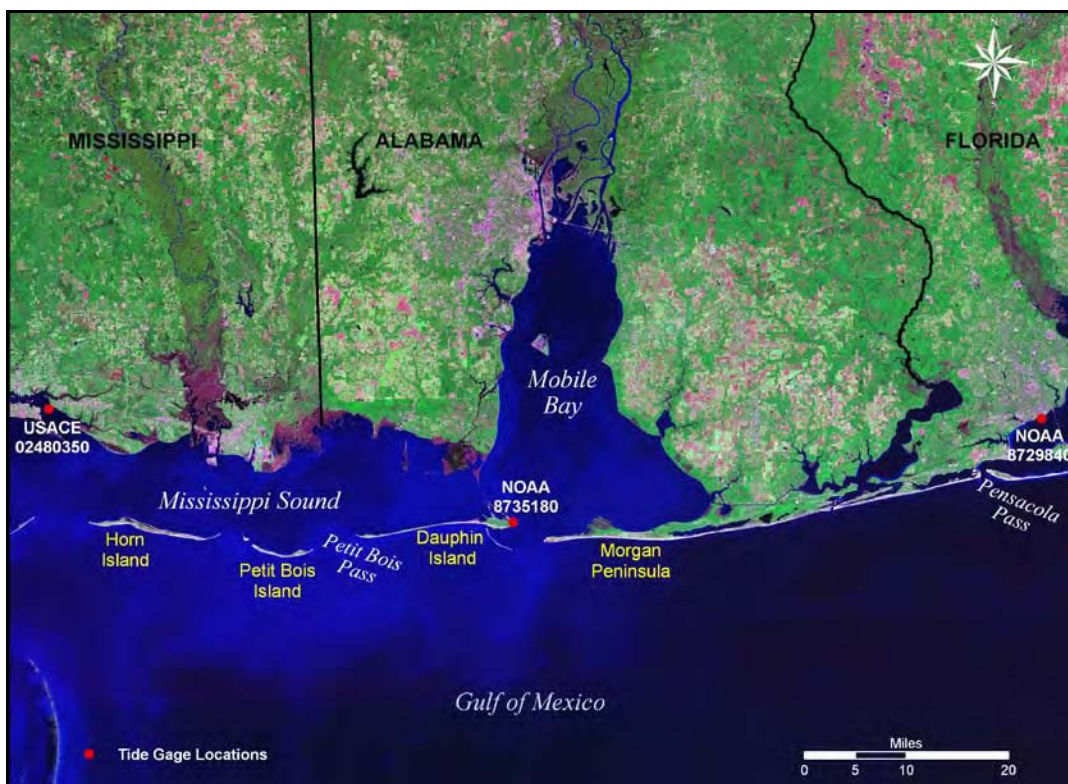 N
W
E
S
MISSISSIPPI
ALABAMA
FLORIDA
Mobile
Bay
USACE
02480350
NOAA
8729840
NOAA
8735180
Mississippi Sound
Pensacola
Pass
Horn
Island
Petit Bois
Island
Petit Bois
Pass
Dauphin
Island
Morgan
Peninsula
Gulf of Mexico
Tide Gage Locations
Miles
0 5 10 20